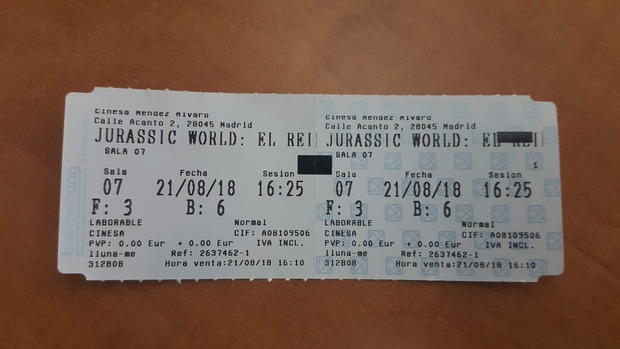 Cinesa Mendez Alvaro
Calle Acanto 2, 28045 Madrid
JURASSIC WORLD: EL REI
SALA 07
Sala Fecha Sesion
07 21/08/18 16:25
F: 3 B: 6
LABORABLE Normal
CINESA CIF: A08109506
PVP: 0.00 Eur + 0.00 Eur IVA INCL.
lluna-me Ref: 2637462-1
312808 Hora venta:21/08/18 16:10
Cinesa Mendez Alvaro
Calle Acanto 2, 28045 Madrid
JURASSIC WORLD: EL REI
SALA 07
1
Sala Fecha Sesion
07 21/08/18 16:25
F: 3 B: 6
LABORABLE Normal
CINESA CIF: A08109506
PVP: 0.00 Eur + 0.00 Eur IVA INCL.
lluna-me Ref: 2637462-1
312808 Hora venta:21/08/18 16:10